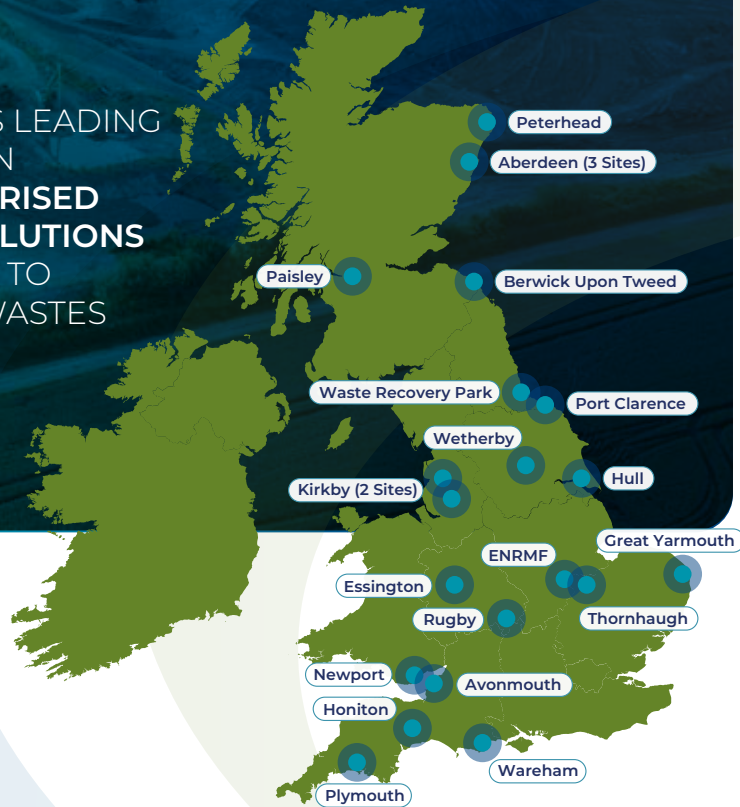 S LEADING
N
RISED
LUTIONS
TO
WASTES
Peterhead
Aberdeen (3 Sites)
Paisley
Berwick Upon Tweed
Waste Recovery Park
Port Clarence
Wetherby
Hull
Kirkby (2 Sites)
Great Yarmouth
ENRMF
Essington
Thornhaugh
Rugby
Newport
Avonmouth
Honiton
Wareham
Plymouth